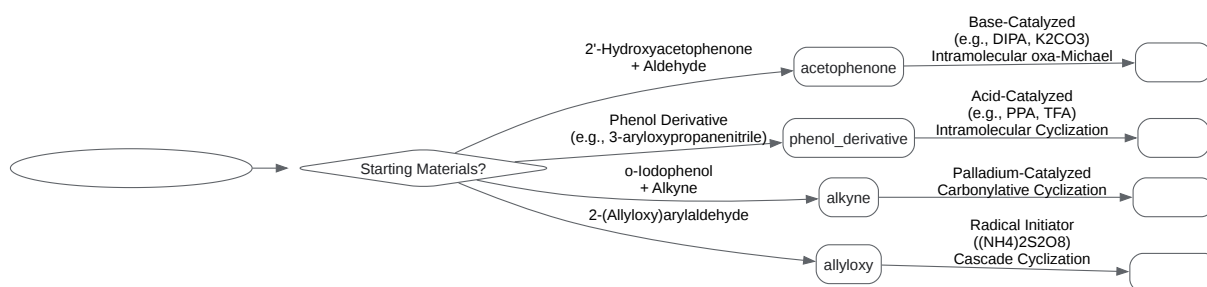 Base-Catalyzed
(e.g., DIPA, K2CO3)
Intramolecular oxa-Michael
2'-Hydroxyacetophenone
+ Aldehyde
acetophenone
Acid-Catalyzed
(e.g., PPA, TFA)
Intramolecular Cyclization
Phenol Derivative
(e.g., 3-aryloxypropanenitrile)
phenol_derivative
Starting Materials?
o-Iodophenol
+ Alkyne
alkyne
Palladium-Catalyzed
Carbonylative Cyclization
2-(Allyloxy)arylaldehyde
allyloxy
Radical Initiator
((NH4)2S2O8)
Cascade Cyclization